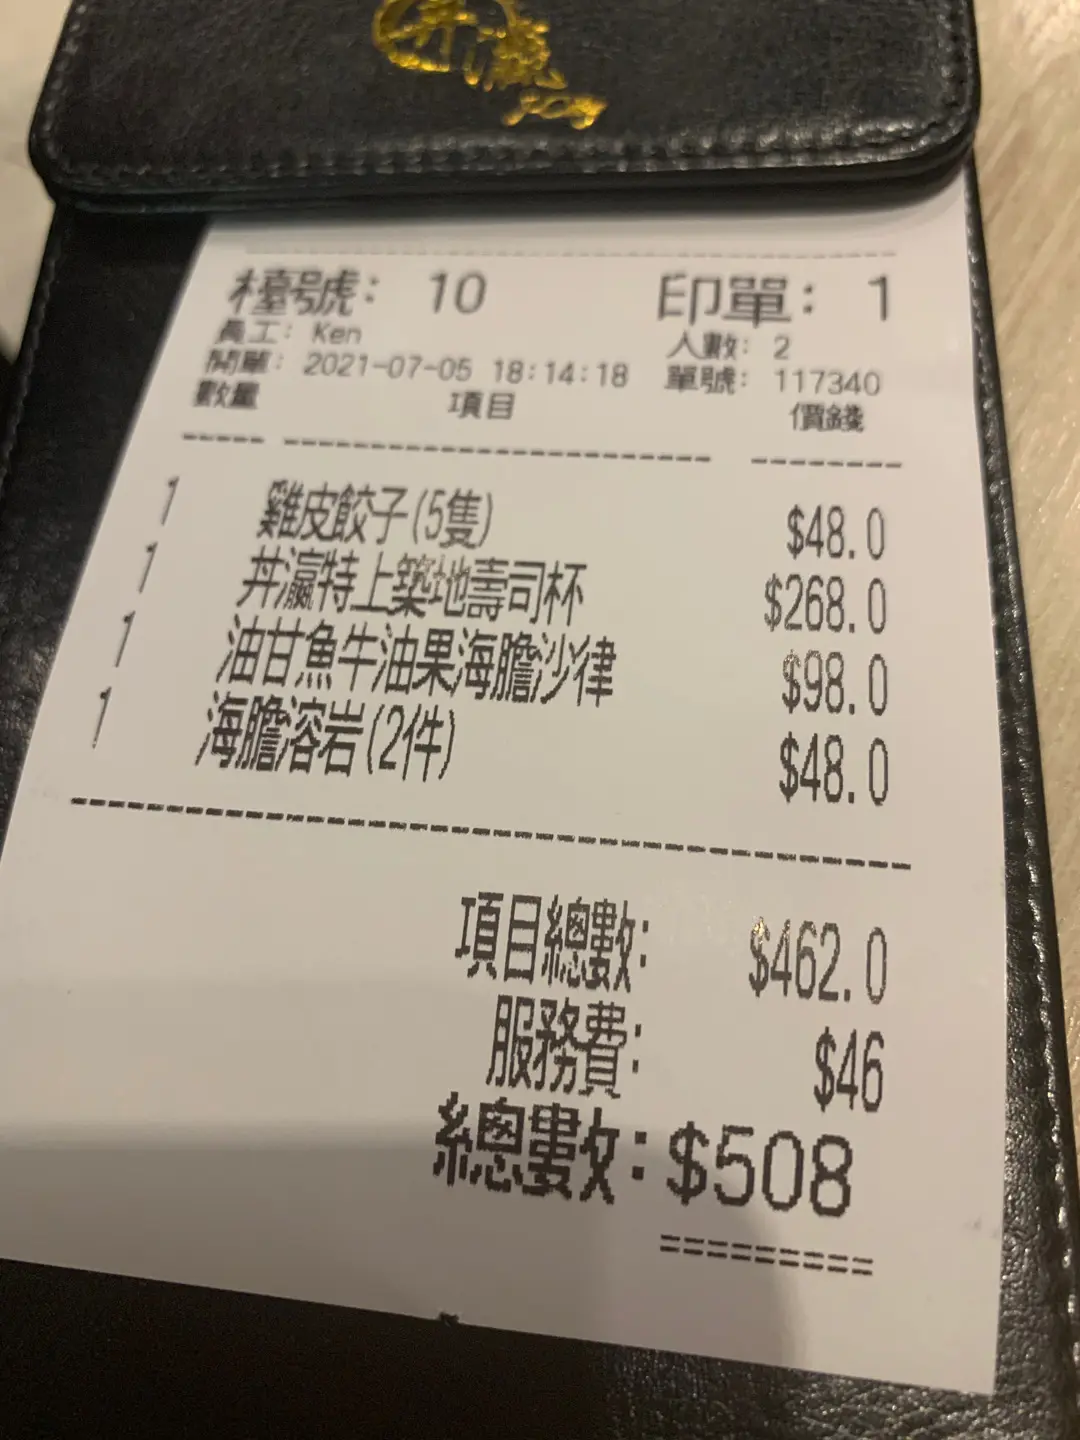 丼瀛
檯號: 10 印單: 1
員工: Ken 人數: 2
開單: 2021-07-05 18:14:18 單號: 117340
數量 項目 價錢
1 雞皮餃子(5隻) $48.0
1 丼瀛特上築地壽司杯 $268.0
1 油甘魚牛油果海膽沙律 $98.0
1 海膽溶岩(2件) $48.0
項目總數: $462.0
服務費: $46
總數: $508